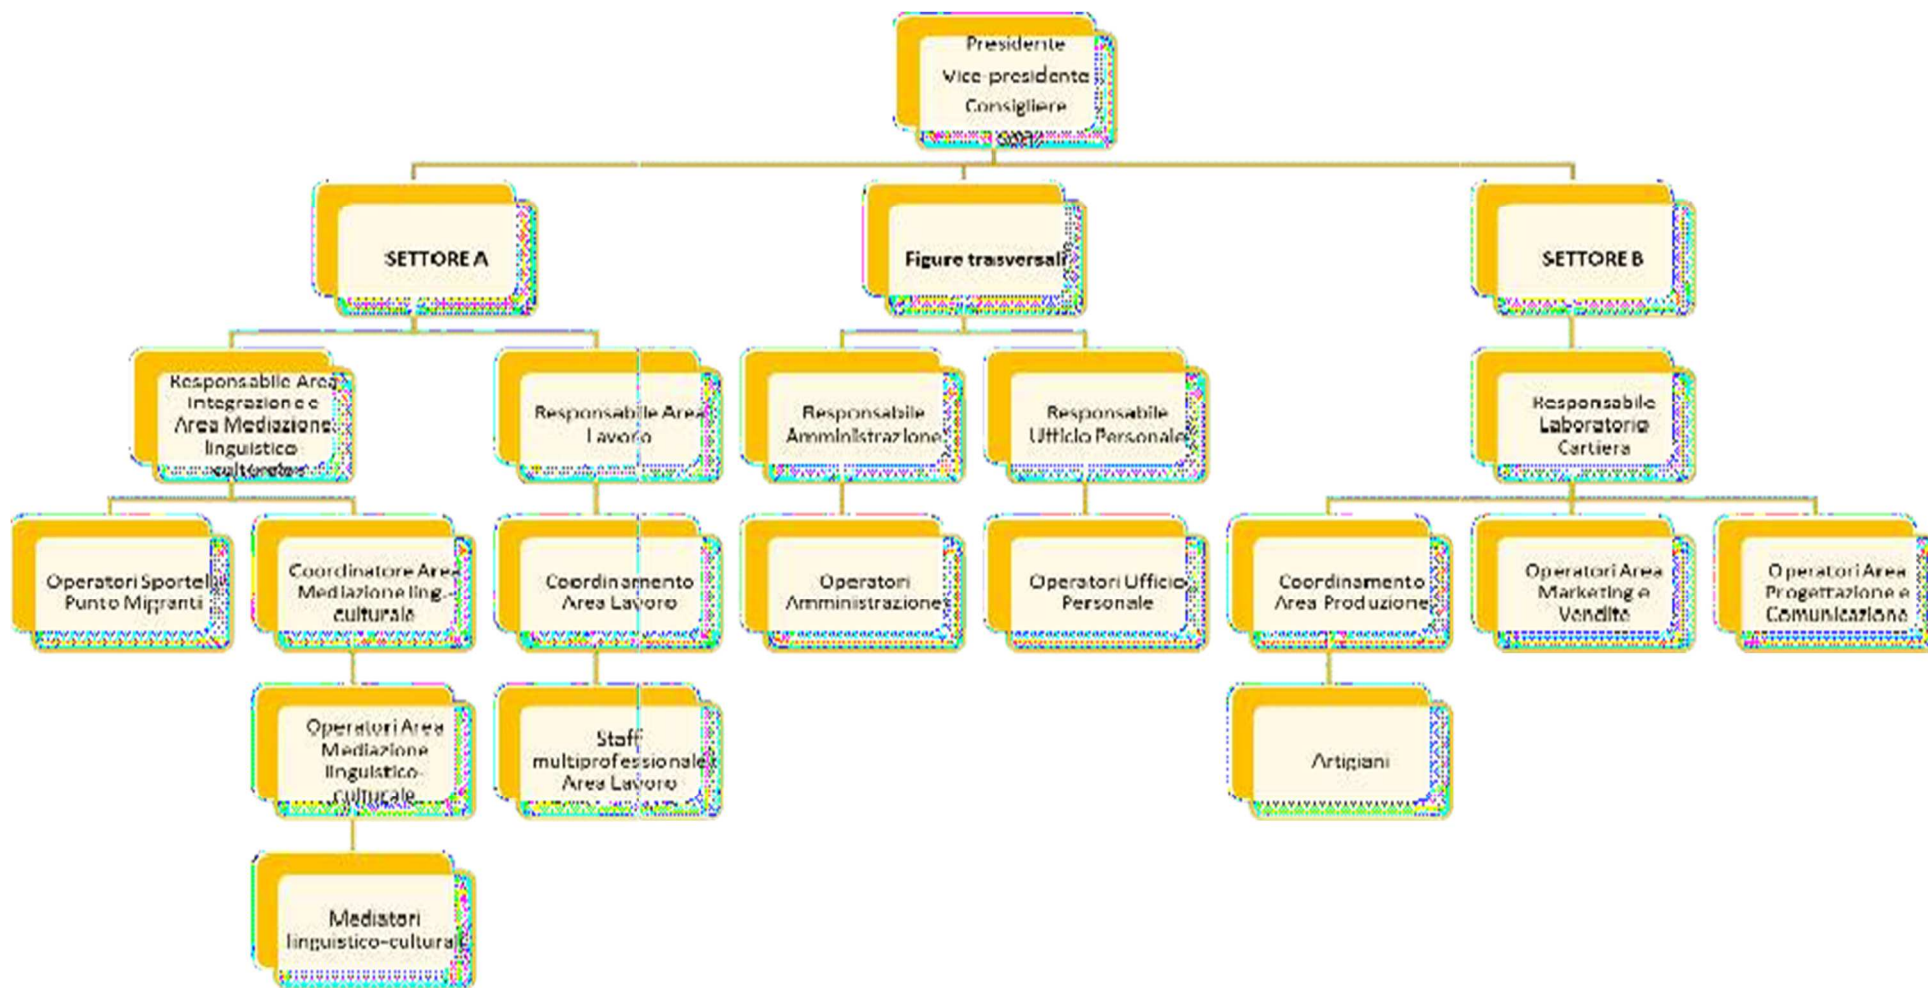 Presidente
Vice-presidente
Consigliere
SETTORE A
Figure trasversali
SETTORE B
Responsabile Area
Integrazione e
Area Mediazione
linguistico
culturale
Responsabile Area
Lavoro
Responsabile
Amministrazione
Responsabile
Ufficio Personale
Responsabile
Laboratorio
Cartiera
Operatori Sportello
Punto Migranti
Coordinatore Area
Mediazione ling.-
culturale
Coordinamento
Area Lavoro
Operatori
Amministrazione
Operatori Ufficio
Personale
Coordinamento
Area Produzione
Operatori Area
Marketing e
Vendite
Operatori Area
Progettazione e
Comunicazione
Operatori Area
Mediazione
linguistico-
culturale
Staff
multiprofessionale
Area Lavoro
Artigiani
Mediatori
linguistico-culturali